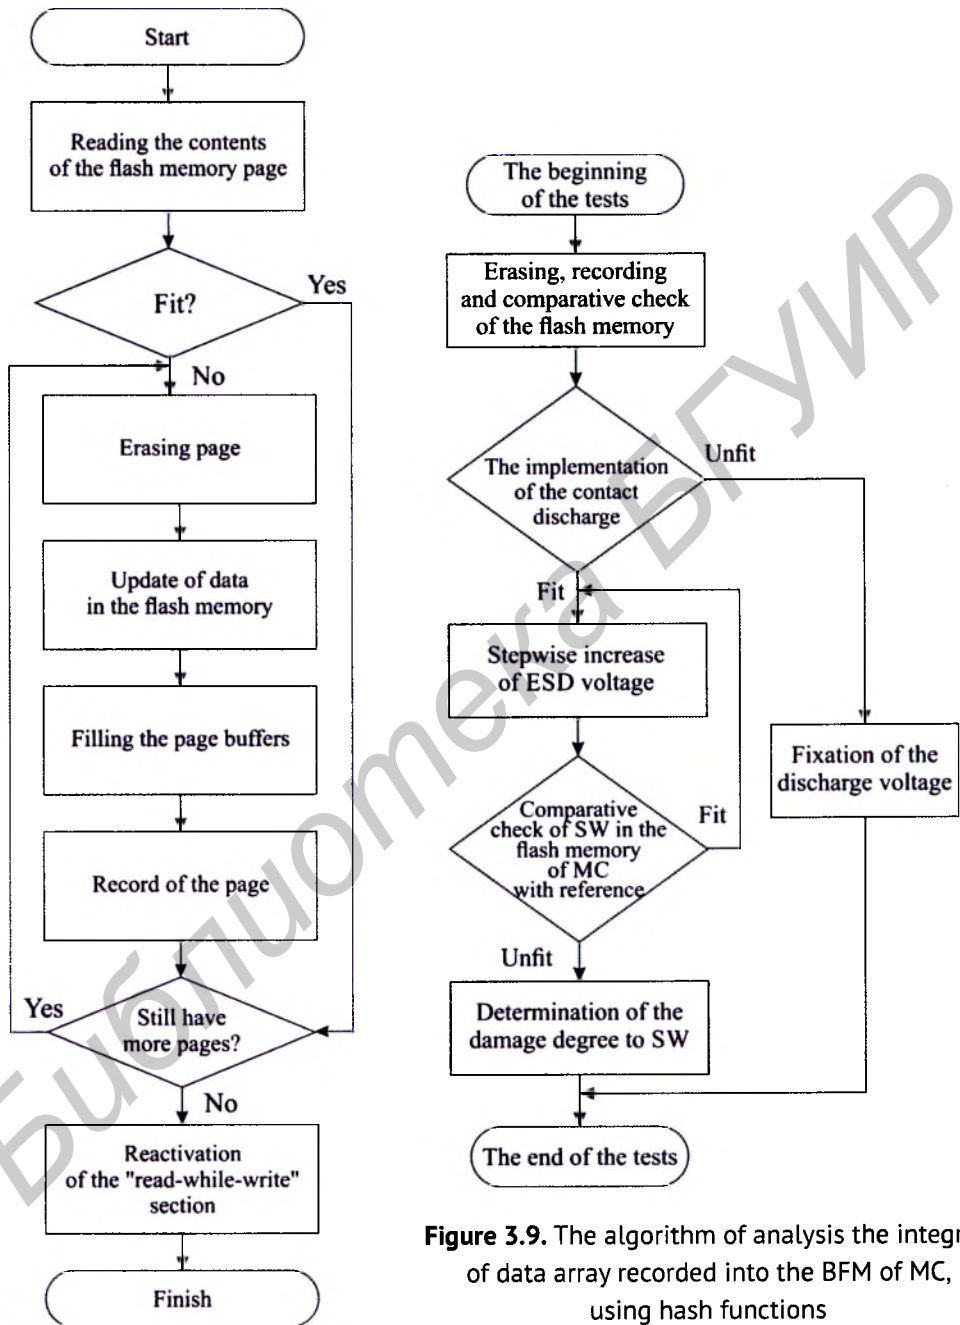 Start
Reading the contents
of the flash memory page
Fit?
Yes
No
Erasing page
Update of data
in the flash memory
Filling the page buffers
Record of the page
Yes
Still have
more pages?
No
Reactivation
of the "read-while-write"
section
Finish
The beginning
of the tests
Erasing, recording
and comparative check
of the flash memory
The implementation
of the contact
discharge
Unfit
Fit
Stepwise increase
of ESD voltage
Fixation of the
discharge voltage
Comparative
check of SW in the
flash memory
of MC
with reference
Fit
Unfit
Determination of the
damage degree to SW
The end of the tests
Figure 3.9. The algorithm of analysis the integr
of data array recorded into the BFM of MC,
using hash functions
Библиотека БГУИР